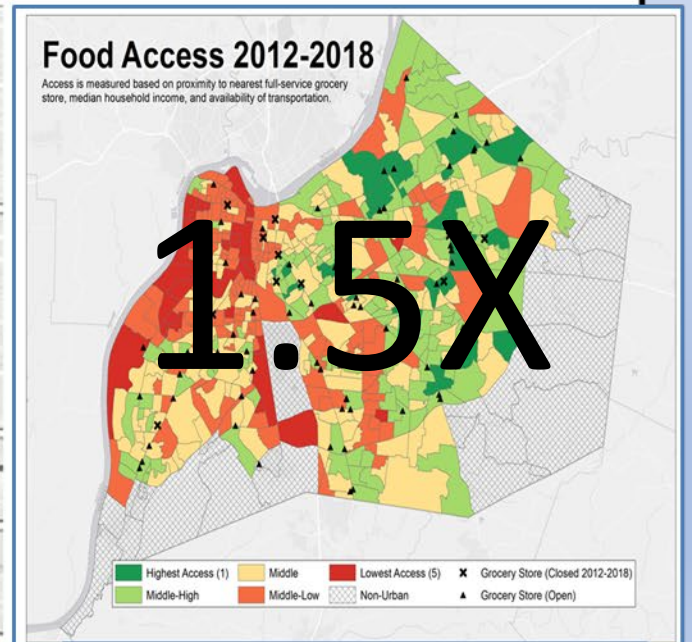 Food Access 2012-2018
Access is measured based on proximity to nearest full-service grocery
store, median household income, and availability of transportation.
1.5X
Highest Access (1)
Middle
Lowest Access (5)
Grocery Store (Closed 2012-2018)
Middle-High
Middle-Low
Non-Urban
Grocery Store (Open)